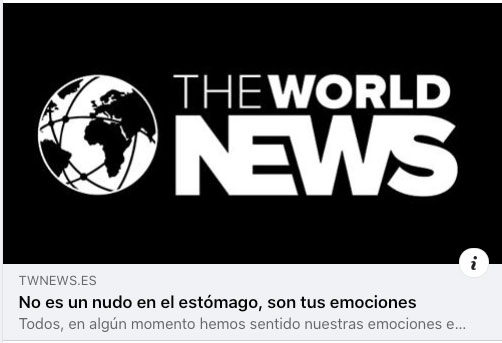 THE WORLD
NEWS
i
TWNEWS.ES
No es un nudo en el estómago, son tus emociones
Todos, en algún momento hemos sentido nuestras emociones e...